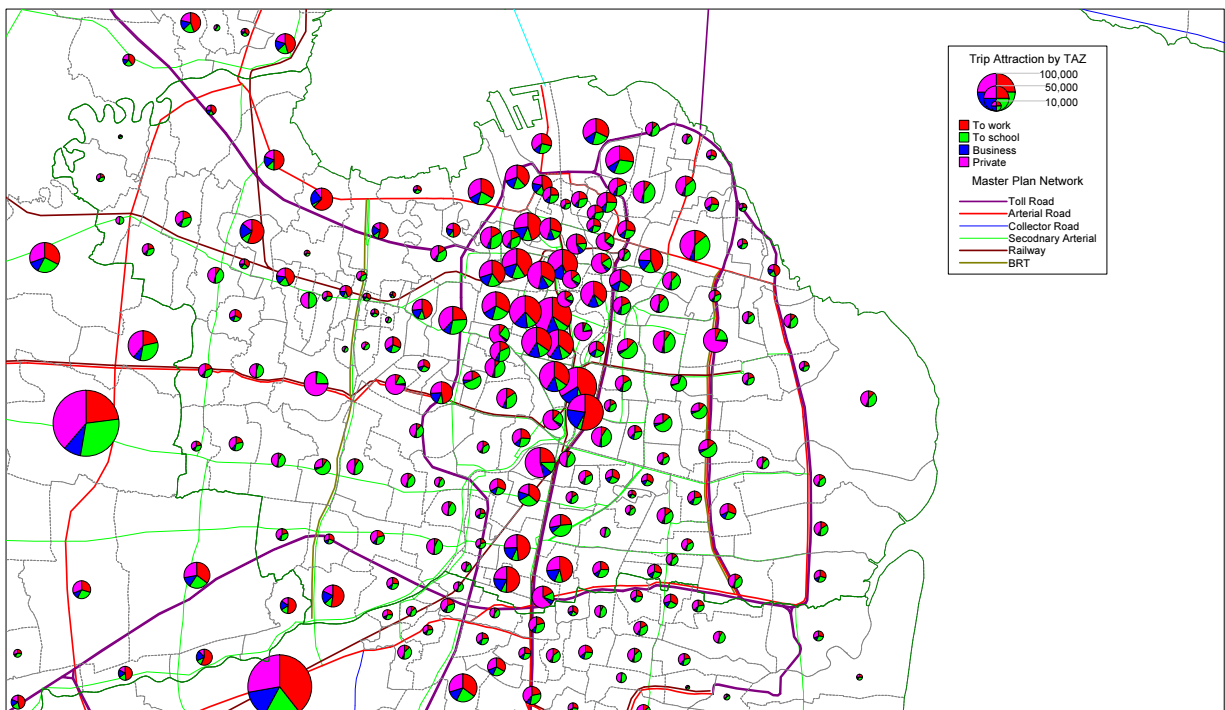 Trip Attraction by TAZ
100,000
50,000
10,000
To work
To school
Business
Private
Master Plan Network
Toll Road
Arterial Road
Collector Road
Secodnary Arterial
Railway
BRT